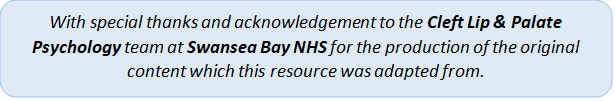 With special thanks and acknowledgement to the Cleft Lip & Palate
Psychology team at Swansea Bay NHS for the production of the original
content which this resource was adapted from.